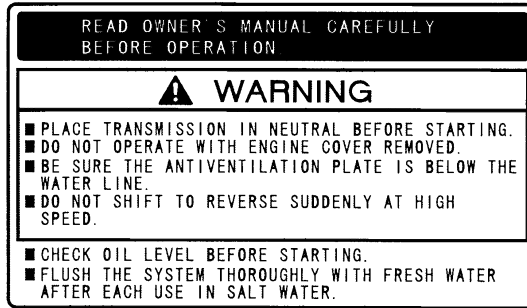 READ OWNER'S MANUAL CAREFULLY
BEFORE OPERATION.
WARNING
■ PLACE TRANSMISSION IN NEUTRAL BEFORE STARTING.
■ DO NOT OPERATE WITH ENGINE COVER REMOVED.
■ BE SURE THE ANTIVENTILATION PLATE IS BELOW THE
WATER LINE.
■ DO NOT SHIFT TO REVERSE SUDDENLY AT HIGH
SPEED.
■ CHECK OIL LEVEL BEFORE STARTING.
■ FLUSH THE SYSTEM THOROUGHLY WITH FRESH WATER
AFTER EACH USE IN SALT WATER.